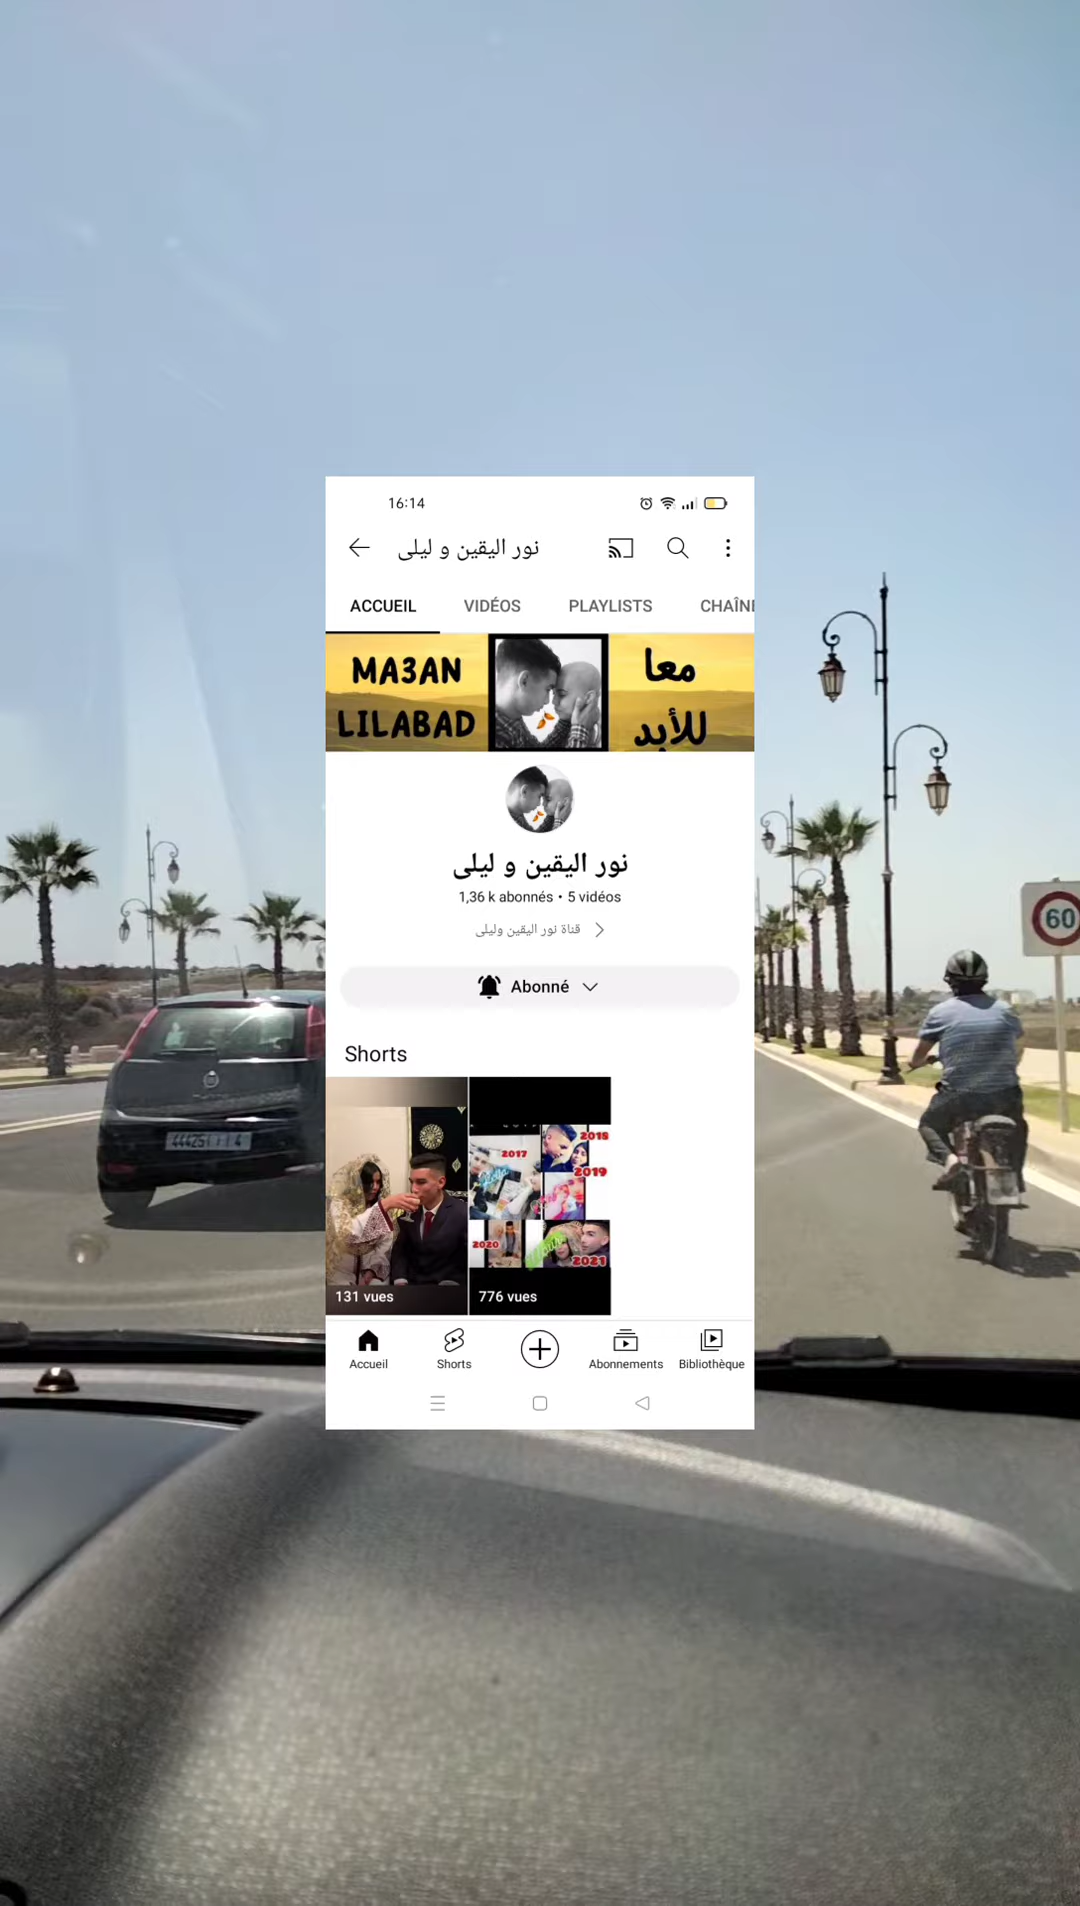 16:14
نور اليقين و ليلى
ACCUEIL VIDÉOS PLAYLISTS CHAÎNE
MA3AN
LILABAD
معا
للأبد
نور اليقين و ليلى
1,36 k abonnés • 5 vidéos
قناة نور اليقين وليلى
Abonné
Shorts
2017
2018
2019
2020
2021
131 vues
776 vues
Accueil
Shorts
Abonnements
Bibliothèque
60